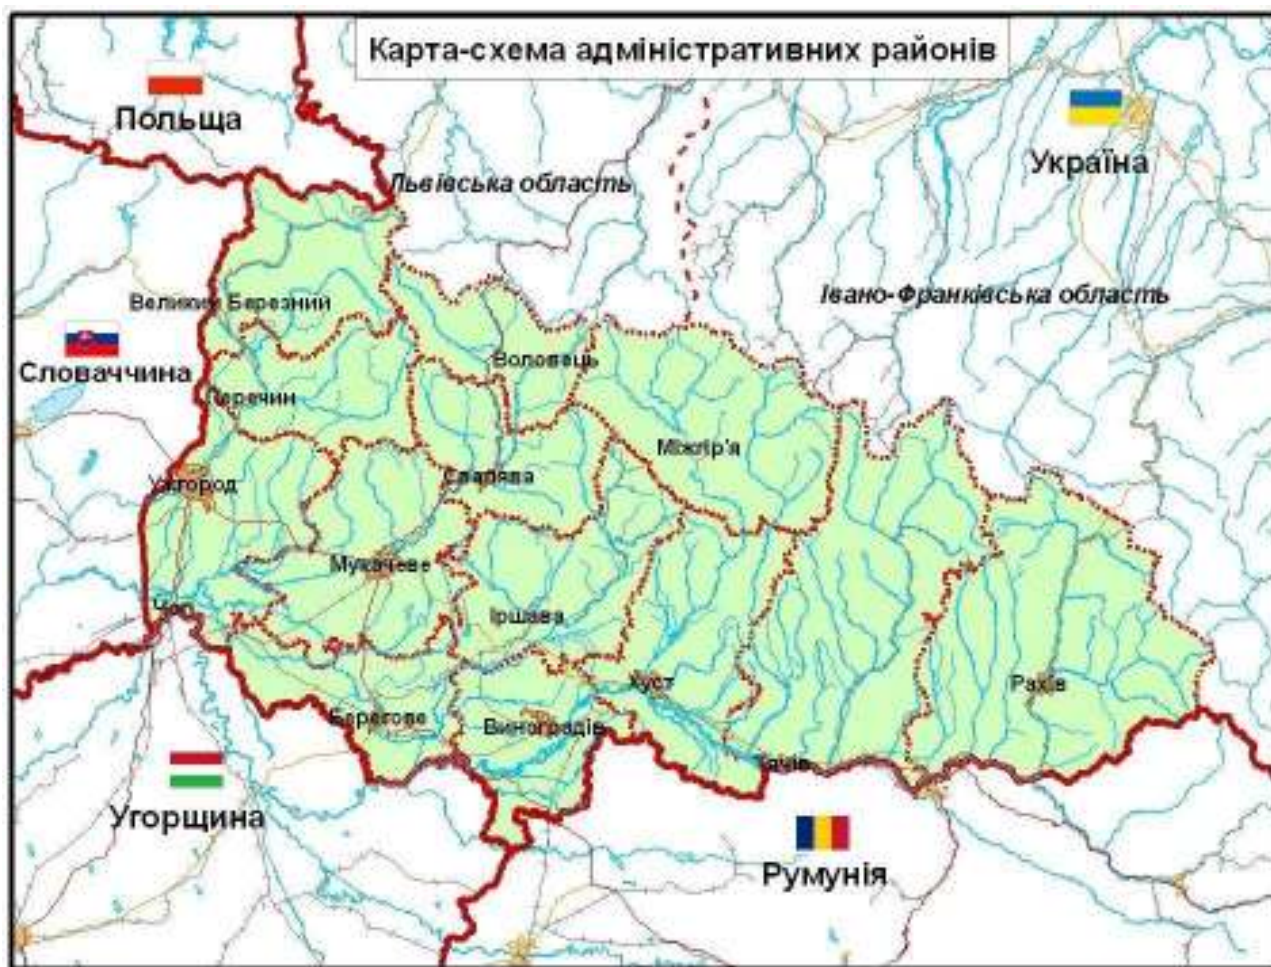 Карта-схема адміністративних районів
Польща
Україна
Львівська область
Івано-Франківська область
Великий Березний
Словаччина
Воловець
Перечин
Міжгір'я
Свалява
Ужгород
Мукачеве
Чоп
Іршава
Хуст
Рахів
Берегове
Виноградів
Тячів
Угорщина
Румунія